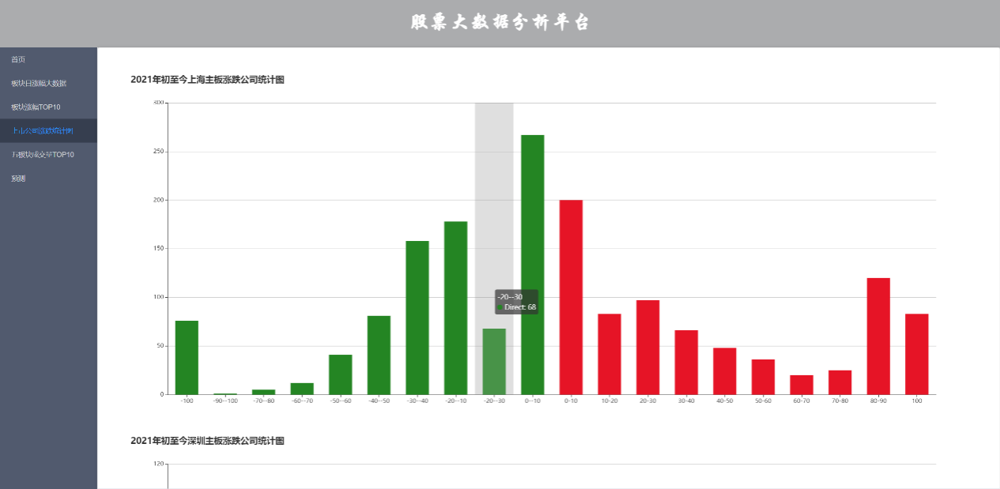 股票大数据分析平台
首页
板块日涨幅大数据
板块涨幅TOP10
上市公司涨跌统计图
万板块成交量TOP10
预测
2021年初至今上海主板涨跌公司统计图
300
250
200
150
100
50
0
-20--30
Direct: 68
-100 -90--100 -70--80 -60--70 -50--60 -40--50 -30--40 -20--10 -20--30 0--10 0-10 10-20 20-30 30-40 40-50 50-60 60-70 70-80 80-90 100
2021年初至今深圳主板涨跌公司统计图
120